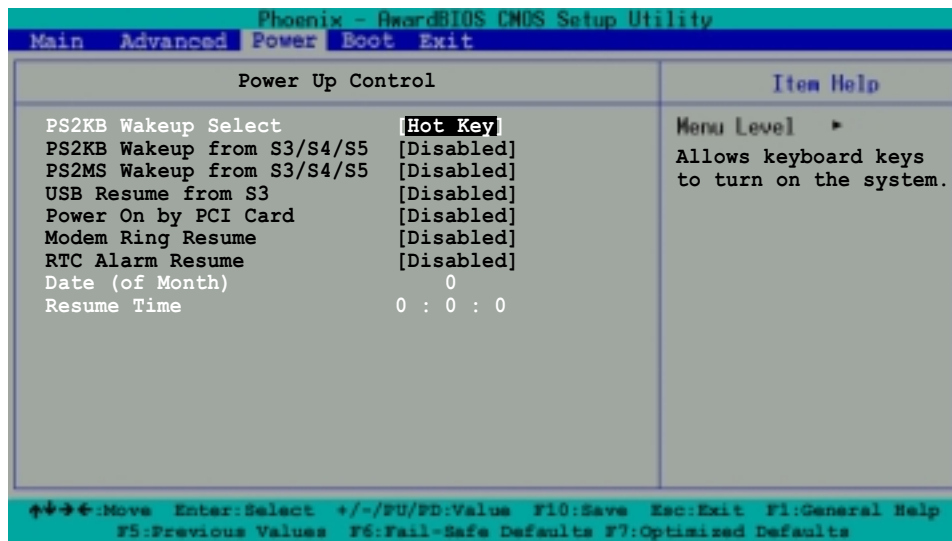 Phoenix - AwardBIOS CMOS Setup Utility
Main Advanced Power Boot Exit
Power Up Control
Item Help
PS2KB Wakeup Select [Hot Key]
PS2KB Wakeup from S3/S4/S5 [Disabled]
PS2MS Wakeup from S3/S4/S5 [Disabled]
USB Resume from S3 [Disabled]
Power On by PCI Card [Disabled]
Modem Ring Resume [Disabled]
RTC Alarm Resume [Disabled]
Date (of Month) 0
Resume Time 0 : 0 : 0
Menu Level ►
Allows keyboard keys
to turn on the system.
↑↓→←:Move Enter:Select +/-/PU/PD:Value F10:Save Esc:Exit F1:General Help
F5:Previous Values F6:Fail-Safe Defaults F7:Optimized Defaults